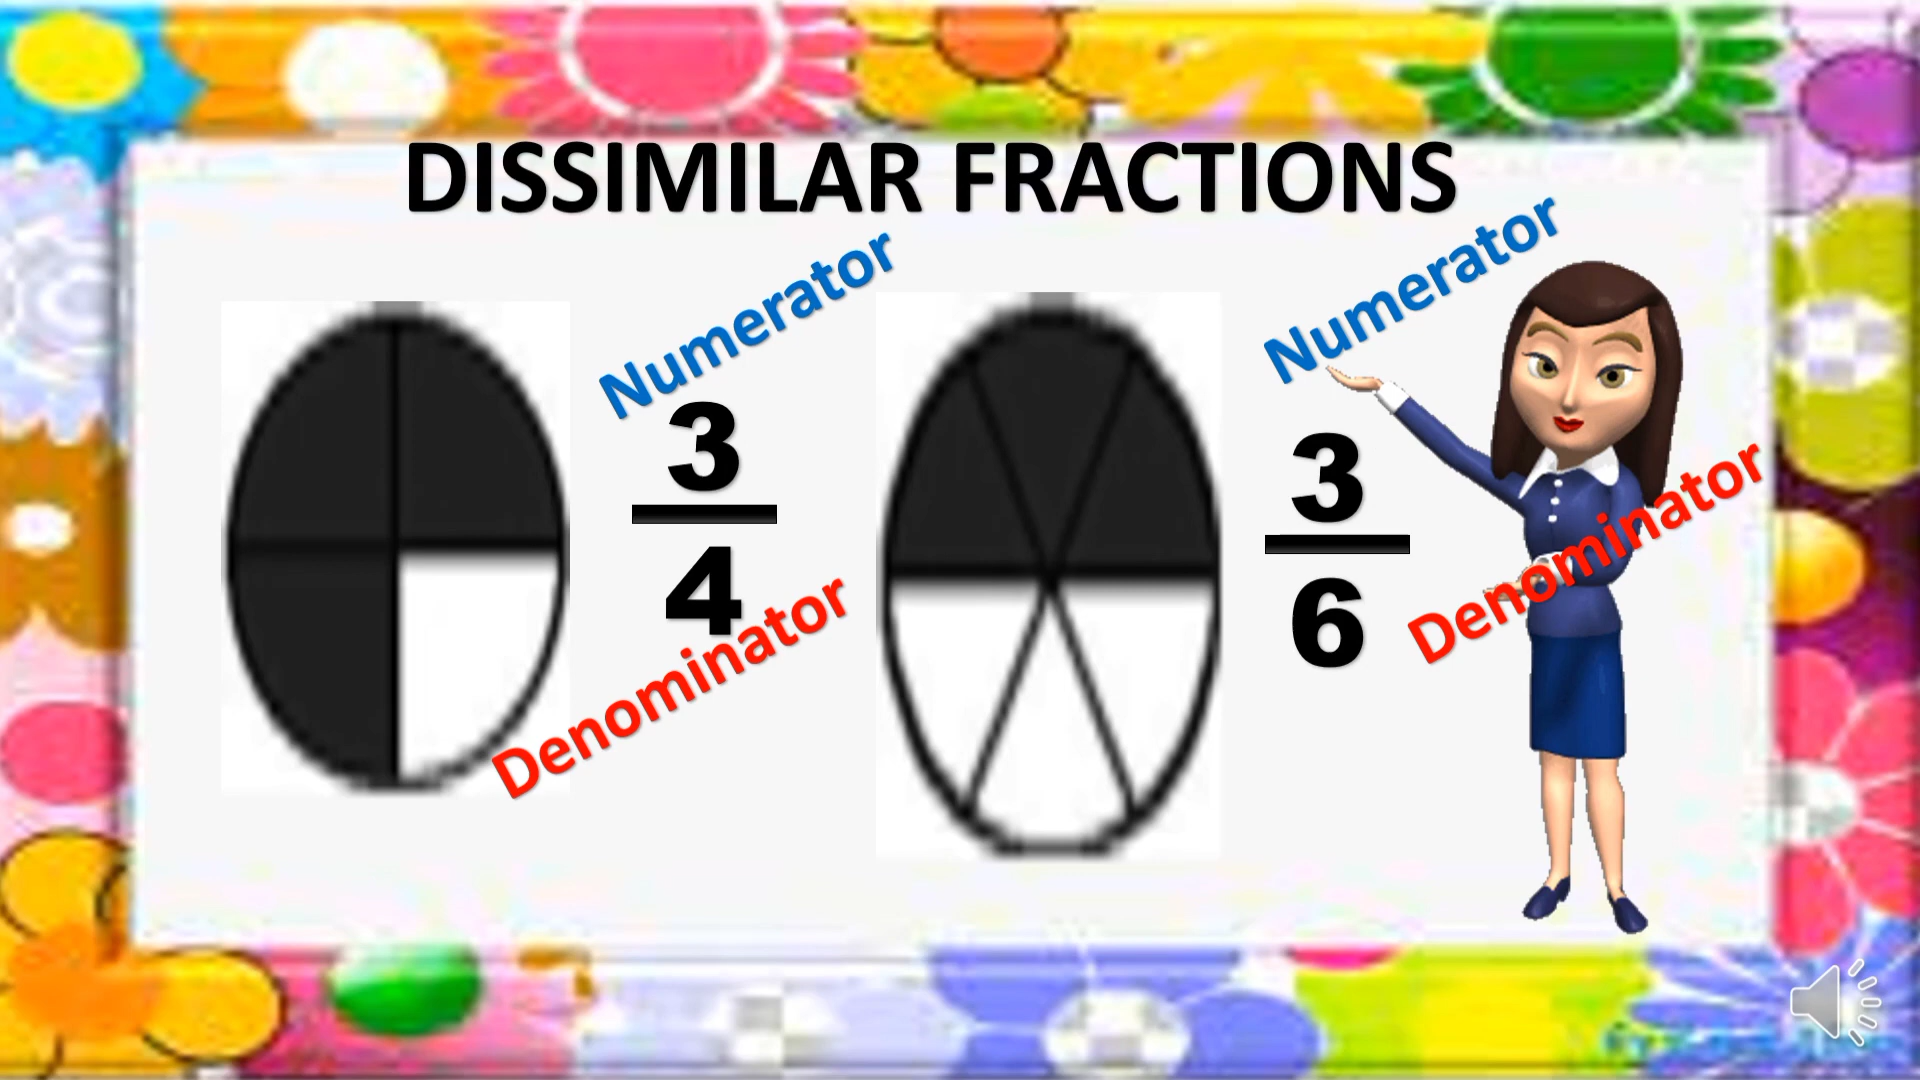 DISSIMILAR FRACTIONS
Numerator
3
4
Denominator
Numerator
3
6
Denominator